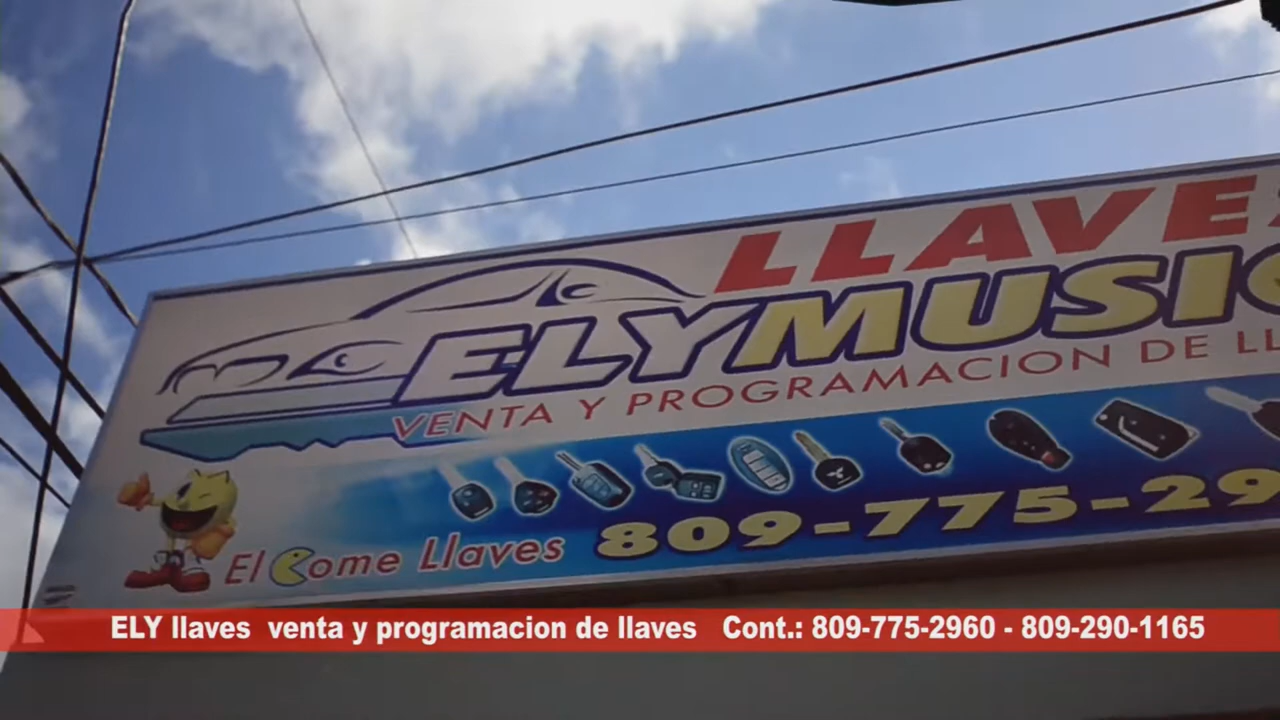 LLAVE
ELYMUSIC
VENTA Y PROGRAMACION DE LL
El Come Llaves
809-775-29
ELY llaves venta y programacion de llaves Cont.: 809-775-2960 - 809-290-1165